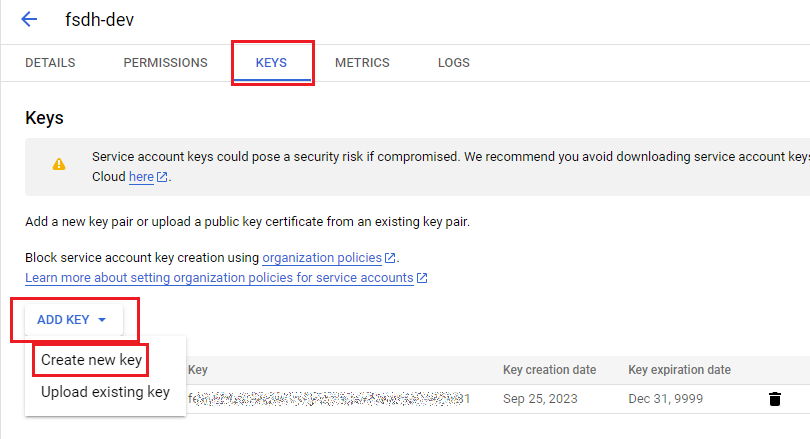 fsdh-dev
DETAILS PERMISSIONS KEYS METRICS LOGS
Keys
Service account keys could pose a security risk if compromised. We recommend you avoid downloading service account keys
Cloud here.
Add a new key pair or upload a public key certificate from an existing key pair.
Block service account key creation using organization policies.
Learn more about setting organization policies for service accounts
ADD KEY
Create new key
Upload existing key
Key Key creation date Key expiration date
Sep 25, 2023 Dec 31, 9999